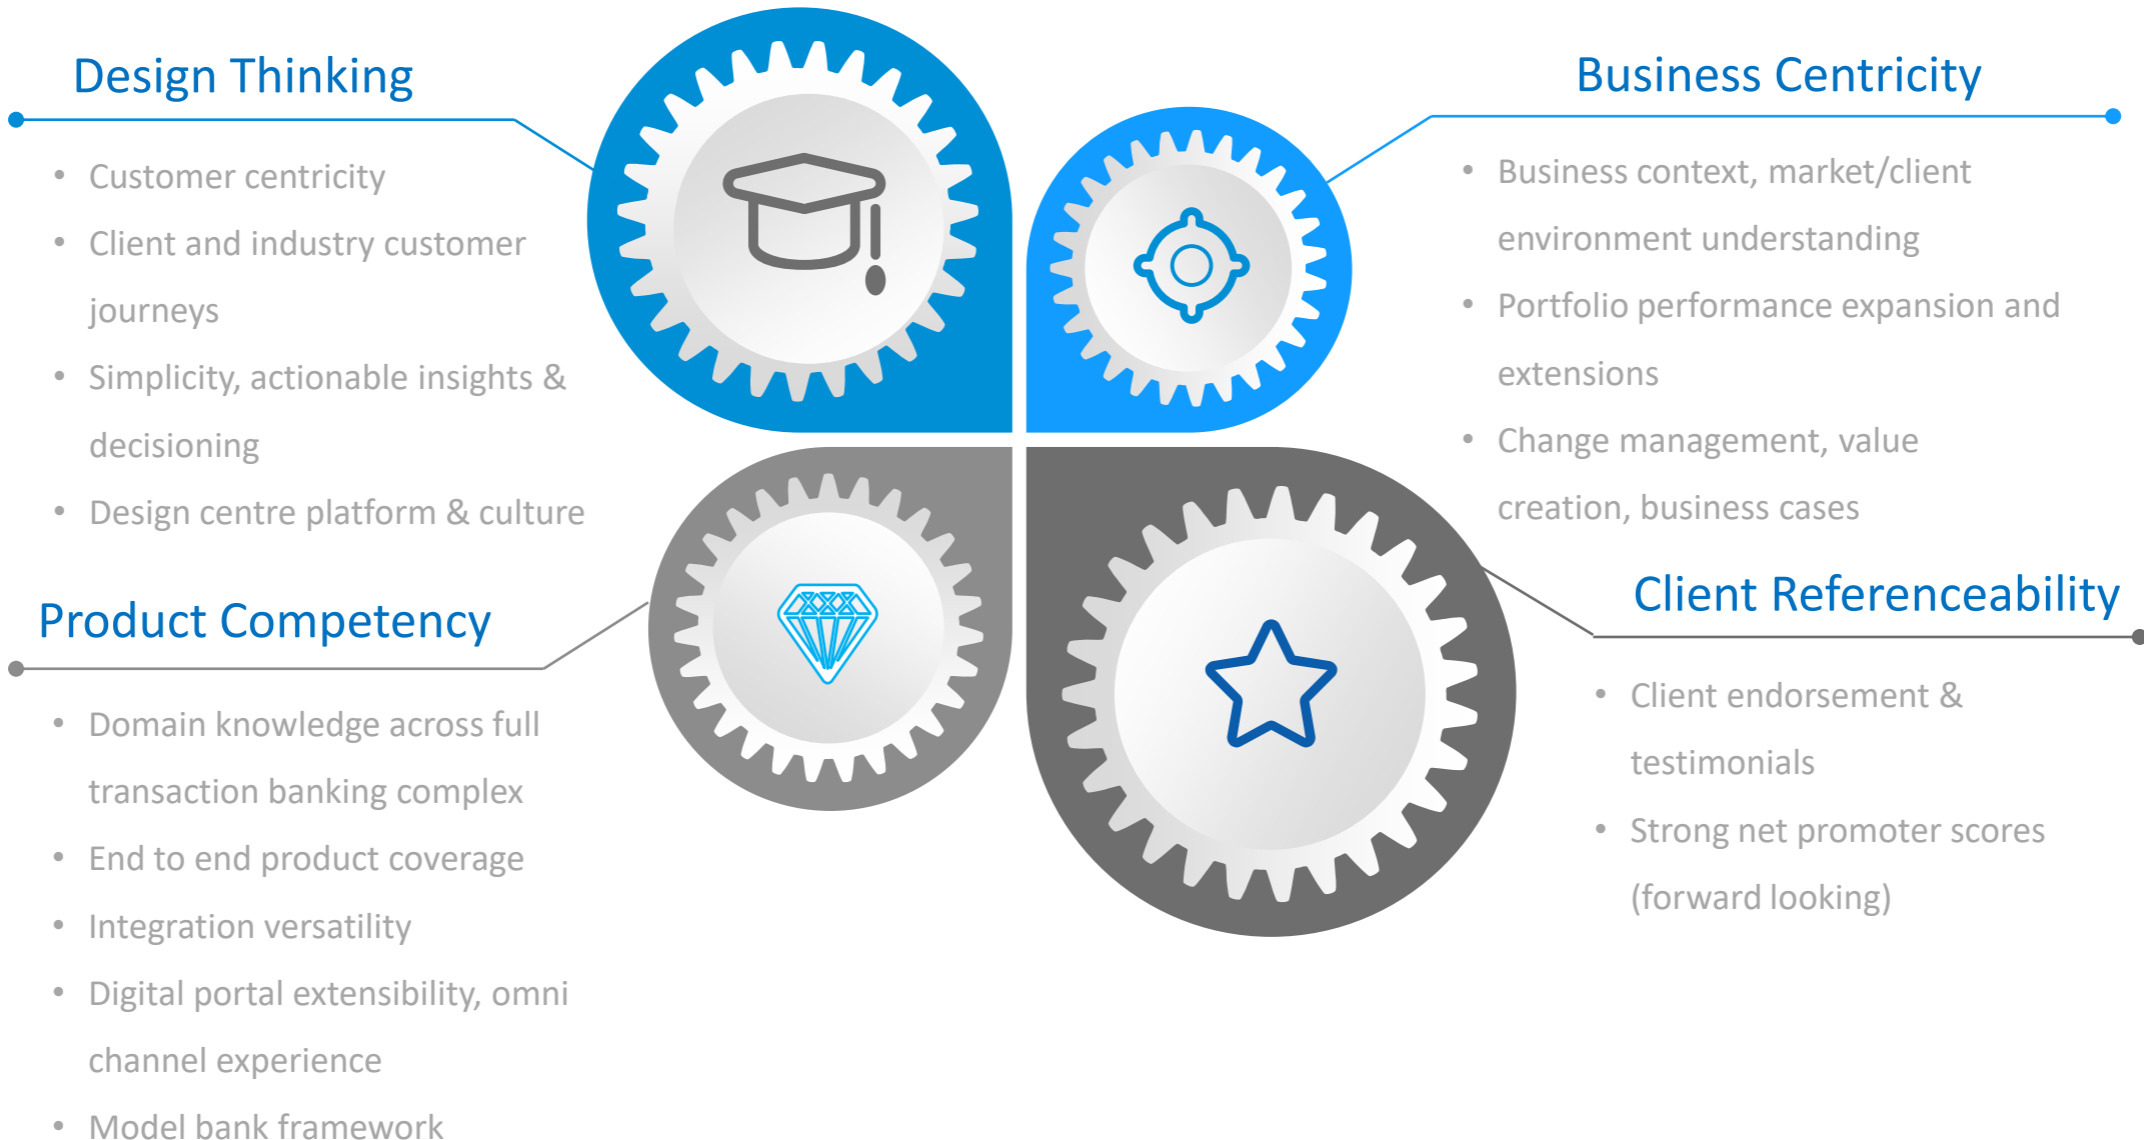 Design Thinking
• Customer centricity
• Client and industry customer
journeys
• Simplicity, actionable insights &
decisioning
• Design centre platform & culture
Product Competency
• Domain knowledge across full
transaction banking complex
• End to end product coverage
• Integration versatility
• Digital portal extensibility, omni
channel experience
• Model bank framework
Business Centricity
• Business context, market/client
environment understanding
• Portfolio performance expansion and
extensions
• Change management, value
creation, business cases
Client Referenceability
• Client endorsement &
testimonials
• Strong net promoter scores
(forward looking)